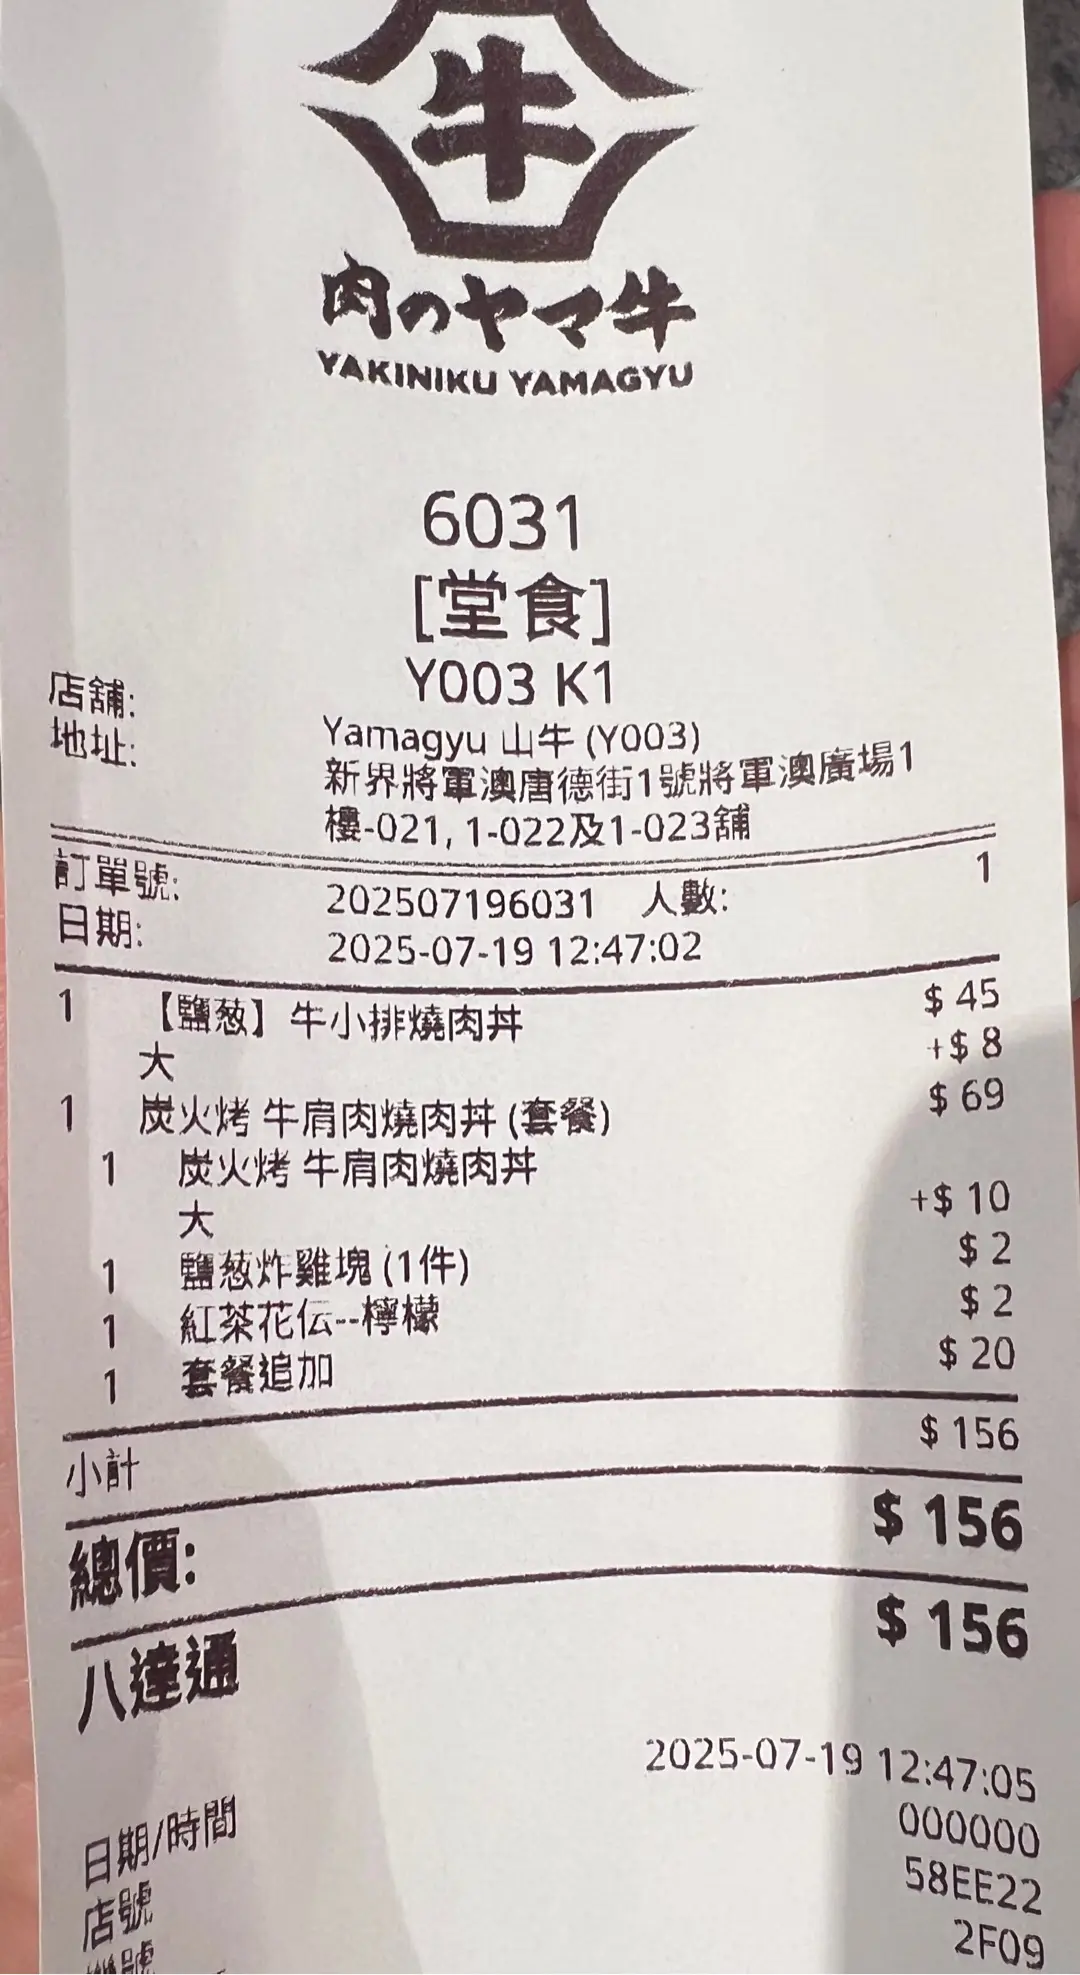 牛
肉のヤマ牛
YAKINIKU YAMAGYU
6031
[堂食]
Y003 K1
店舖:
Yamagyu 山牛 (Y003)
地址:
新界將軍澳唐德街1號將軍澳廣場1
樓-021, 1-022及1-023舖
訂單號: 202507196031 人數: 1
日期: 2025-07-19 12:47:02
1 【鹽葱】牛小排燒肉丼 $ 45
大 +$ 8
1 炭火烤 牛肩肉燒肉丼 (套餐) $ 69
1 炭火烤 牛肩肉燒肉丼
大 +$ 10
1 鹽葱炸雞塊 (1件) $ 2
1 紅茶花伝--檸檬 $ 2
1 套餐追加 $ 20
小計 $ 156
總價: $ 156
八達通 $ 156
日期/時間 2025-07-19 12:47:05
店號 000000
58EE22
2F09